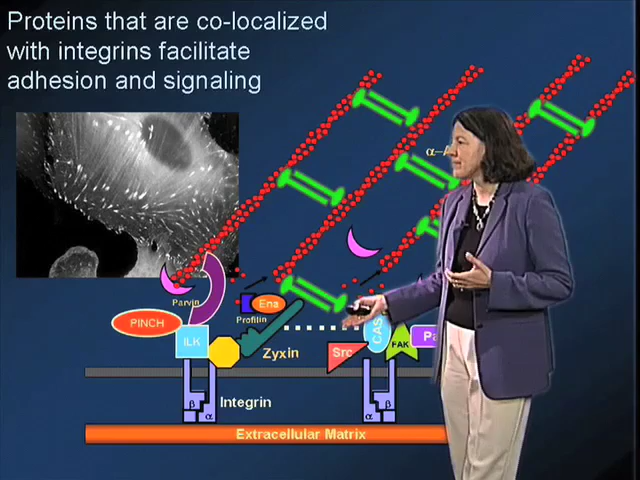 Proteins that are co-localized
with integrins facilitate
adhesion and signaling
Parvin
PINCH
ILK
Ena
Profilin
Zyxin
Src
CAS
FAK
Integrin
β
α
α
β
Extracellular Matrix